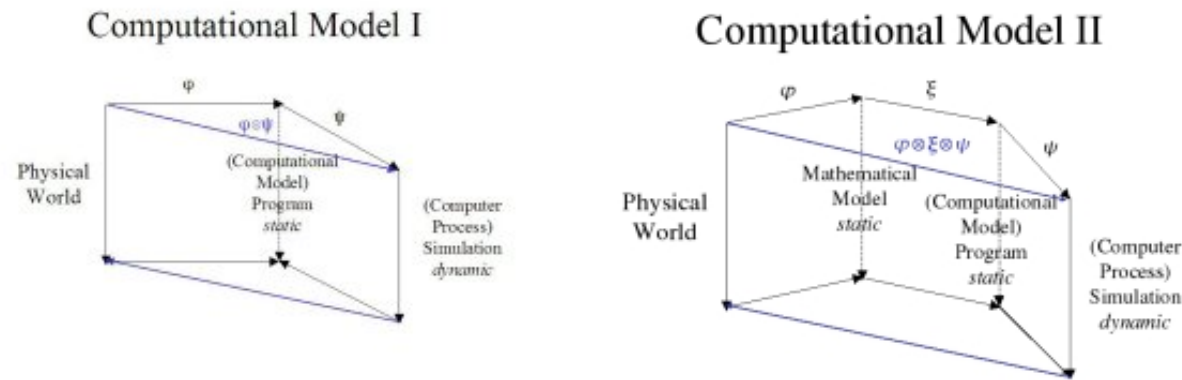 Computational Model I
φ
ψ
φ⊗ψ
Physical
World
(Computational
Model)
Program
static
(Computer
Process)
Simulation
dynamic
Computational Model II
φ
ξ
ψ
φ⊗ξ⊗ψ
Physical
World
Mathematical
Model
static
(Computational
Model)
Program
static
(Computer
Process)
Simulation
dynamic